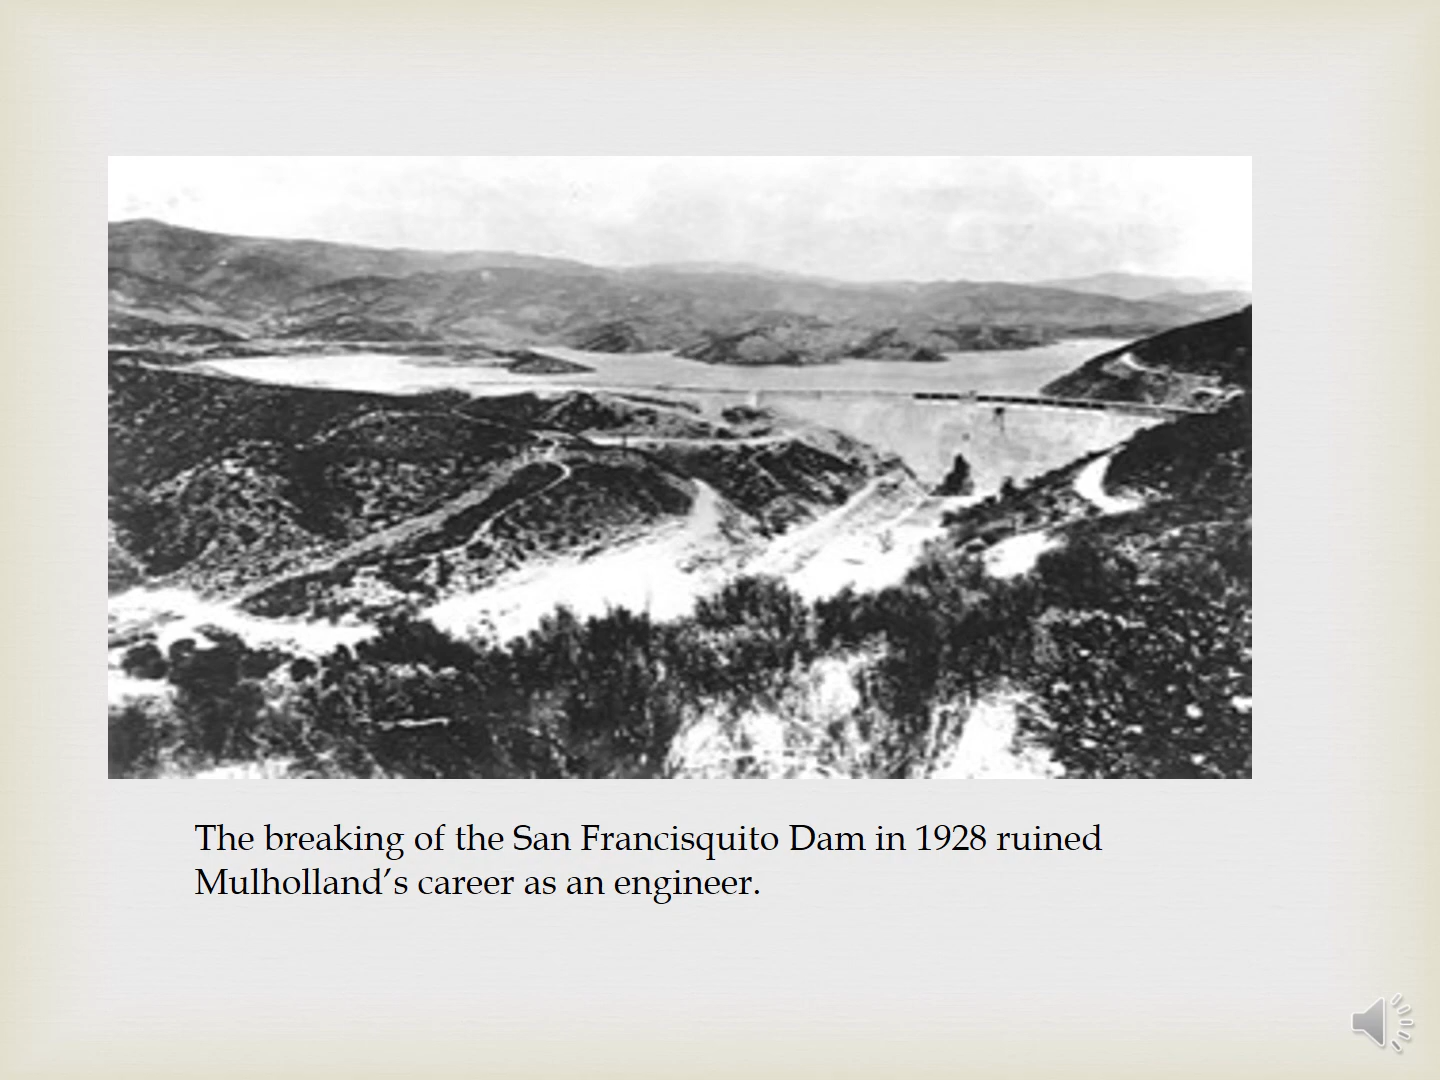 The breaking of the San Francisquito Dam in 1928 ruined
Mulholland’s career as an engineer.